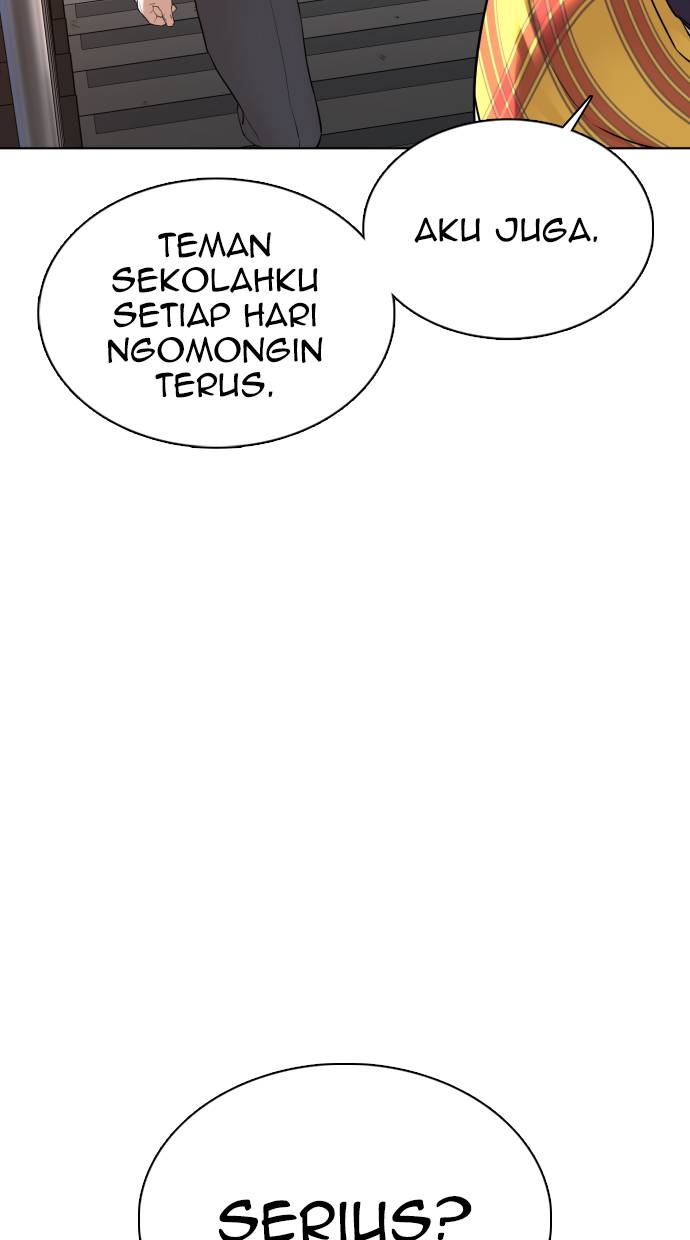 AKU JUGA.
TEMAN
SEKOLAHKU
SETIAP HARI
NGOMONGIN
TERUS.
SERIUS?